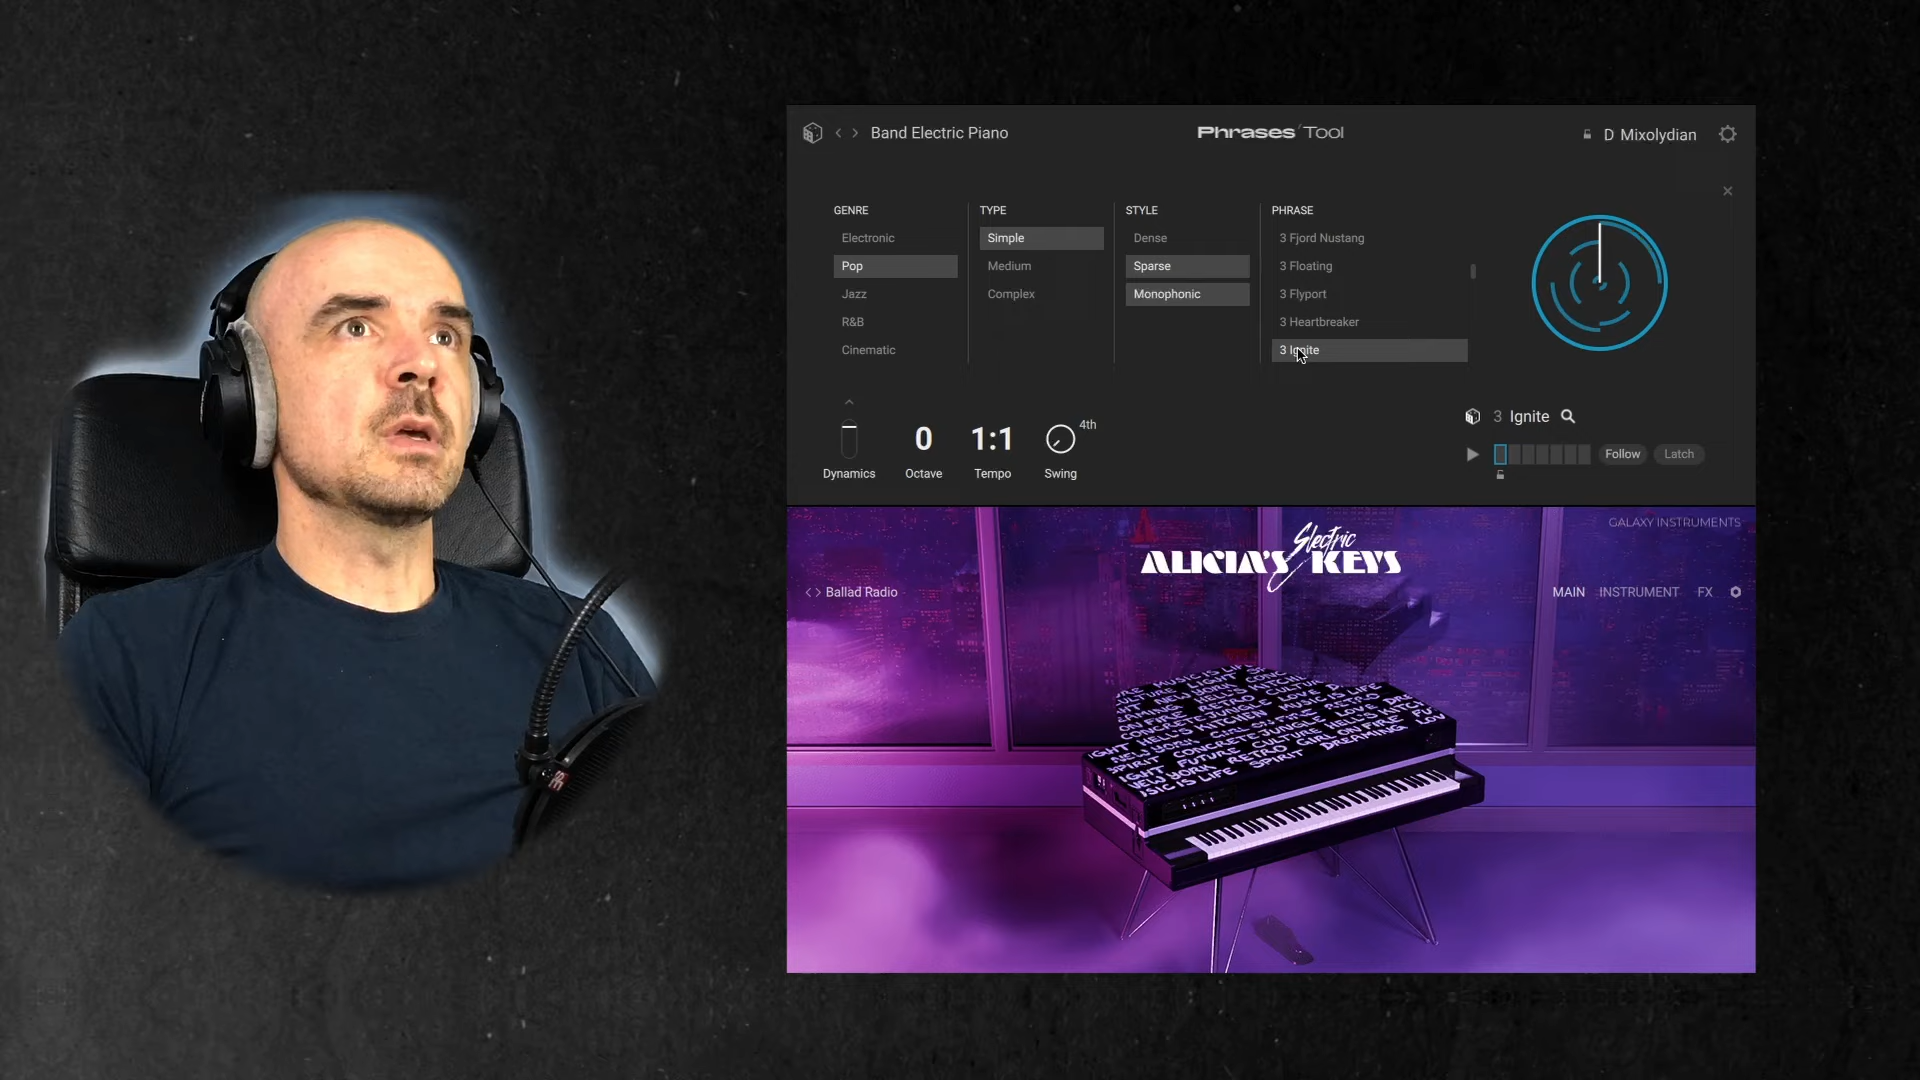 Band Electric Piano
Phrases' Tool
D Mixolydian
GENRE
Electronic
Pop
Jazz
R&B
Cinematic
TYPE
Simple
Medium
Complex
STYLE
Dense
Sparse
Monophonic
PHRASE
3 Fjord Nustang
3 Floating
3 Flyport
3 Heartbreaker
3 Ignite
0
1:1
4th
Dynamics
Octave
Tempo
Swing
3 Ignite
Follow
Latch
GALAXY INSTRUMENTS
Electric
ALICIA'S KEYS
Ballad Radio
MAIN
INSTRUMENT
FX